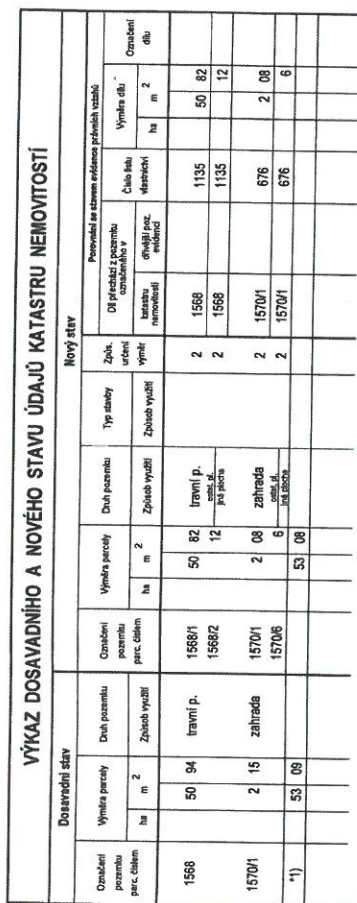 VÝKAZ DOSAVADNÍHO A NOVÉHO STAVU ÚDAJŮ KATASTRU NEMOVITOSTÍ
Dosavadní stav
Nový stav
Označení pozemku parc. číslem
Výměra parcely
ha m 2
Druh pozemku
Způsob využití
Označení pozemku parc. číslem
Výměra parcely
ha m 2
Druh pozemku
Způsob využití
Typ stavby
Způsob využití
Způs. určení výměr
Porovnání se stavem evidence právních vztahů
Díl přechází z pozemku označeného v
katastru nemovitostí
dřívější poz. evidenci
Číslo listu vlastnictví
Výměra dílu
ha m 2
Označení dílu
1568 50 94 travní p. 1568/1 50 82 travní p. 2 1568 1135 50 82
1568/2 12 ostat. pl. jiná plocha 2 1568 1135 12
1570/1 2 15 zahrada 1570/1 2 08 zahrada 2 1570/1 676 2 08
1570/6 6 ostat. pl. jiná plocha 2 1570/1 676 6
*1) 53 09 53 08